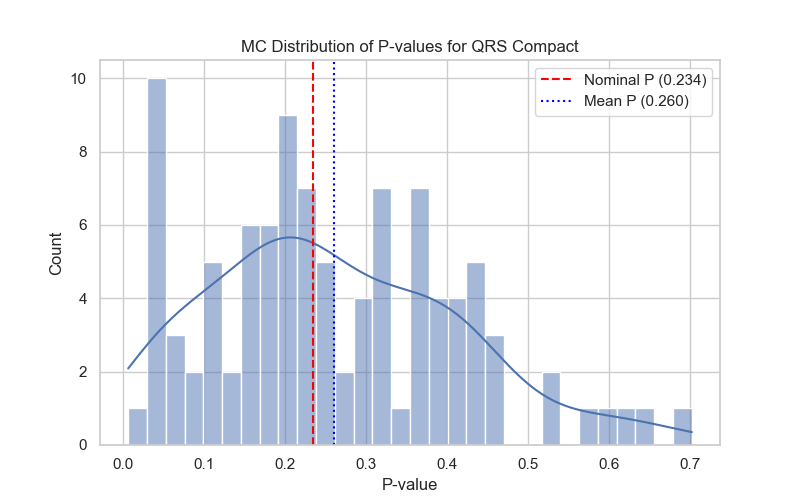 MC Distribution of P-values for QRS Compact
Nominal P (0.234)
Mean P (0.260)
Count
10
8
6
4
2
0
0.0 0.1 0.2 0.3 0.4 0.5 0.6 0.7
P-value